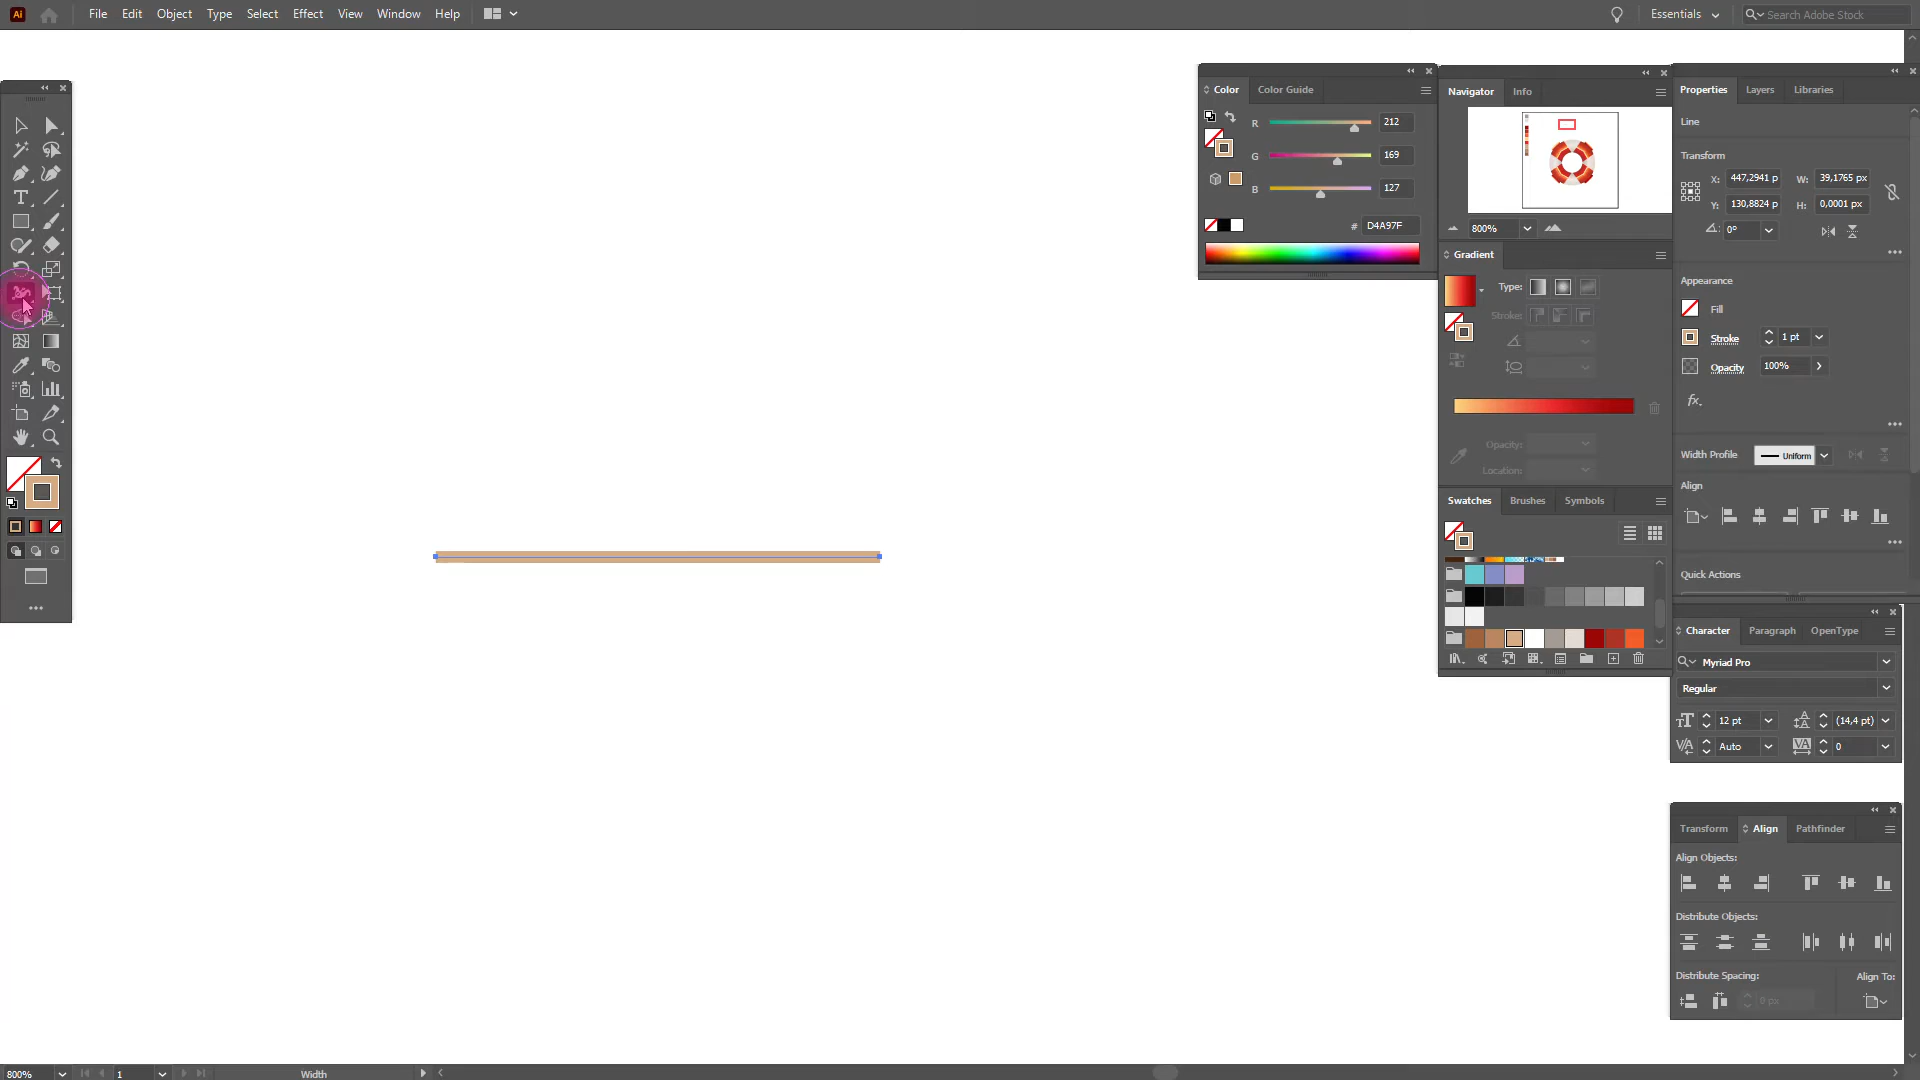 Ai File Edit Object Type Select Effect View Window Help Essentials Search Adobe Stock
Color Color Guide
R 212
G 169
B 127
# D4A97F
Navigator Info
800%
Gradient
Type:
Stroke:
Opacity:
Location:
Swatches Brushes Symbols
Properties Layers Libraries
Line
Transform
X: 447,2941 p W: 39,1765 px
Y: 130,8824 p H: 0,0001 px
0°
Appearance
Fill
Stroke 1 pt
Opacity 100%
fx.
Width Profile Uniform
Align
Quick Actions
Character Paragraph OpenType
Myriad Pro
Regular
12 pt (14,4 pt)
Auto 0
Transform Align Pathfinder
Align Objects:
Distribute Objects:
Distribute Spacing: Align To:
0 px
800% 1 Width